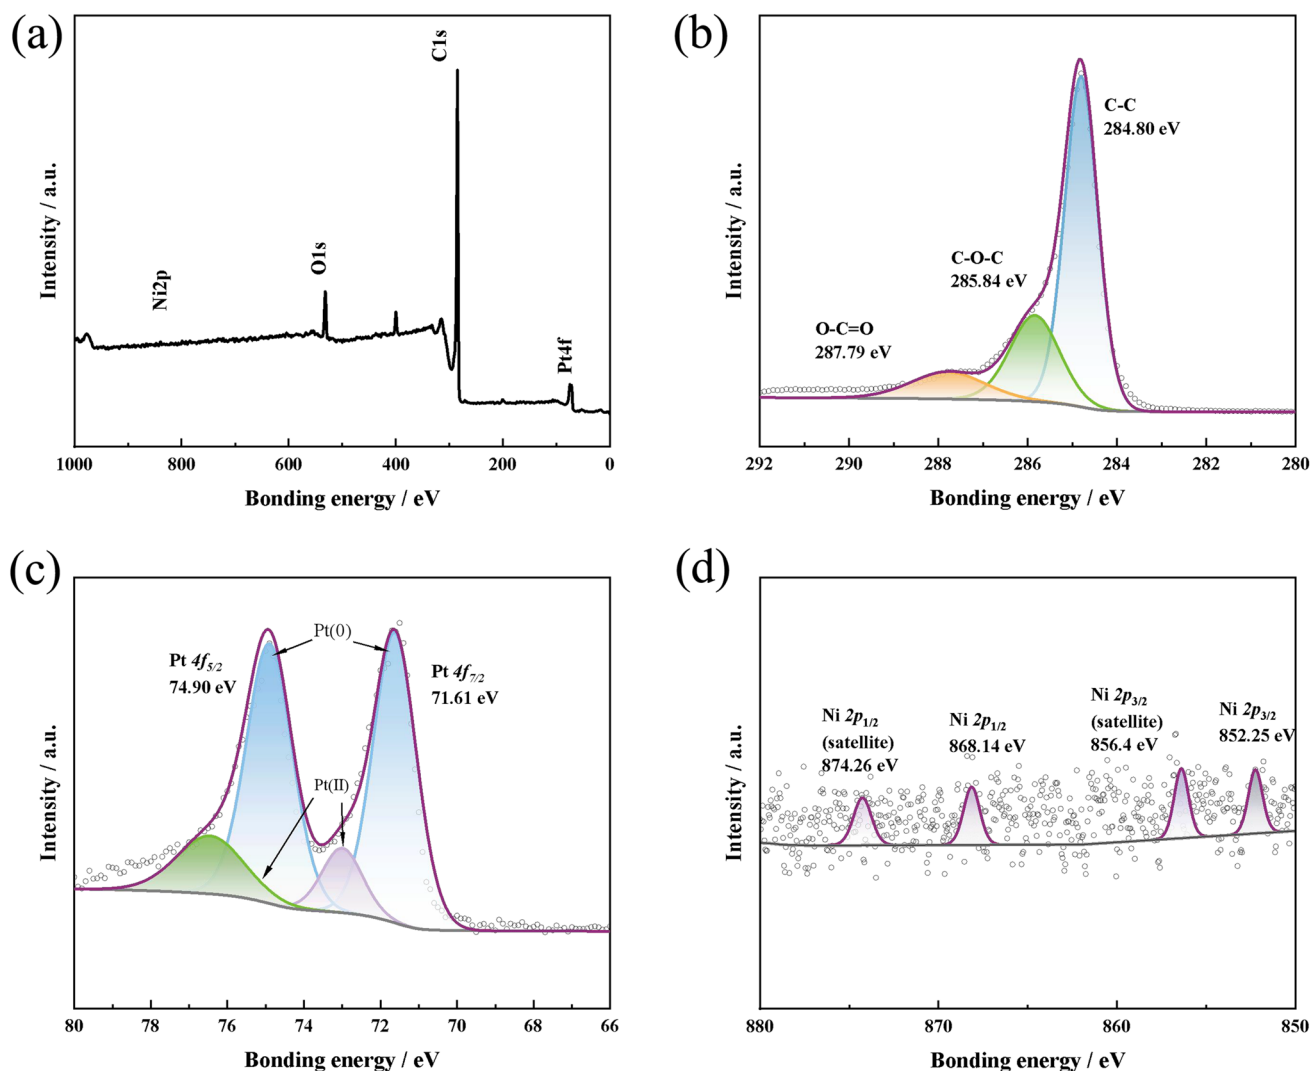 (a)
Intensity / a.u.
Ni2p
O1s
C1s
Pt4f
1000 800 600 400 200 0
Bonding energy / eV
(b)
Intensity / a.u.
C-C
284.80 eV
C-O-C
285.84 eV
O-C=O
287.79 eV
292 290 288 286 284 282 280
Bonding energy / eV
(c)
Intensity / a.u.
Pt(0)
Pt 4f5/2
74.90 eV
Pt 4f7/2
71.61 eV
Pt(II)
80 78 76 74 72 70 68 66
Bonding energy / eV
(d)
Intensity / a.u.
Ni 2p1/2
(satellite)
874.26 eV
Ni 2p1/2
868.14 eV
Ni 2p3/2
(satellite)
856.4 eV
Ni 2p3/2
852.25 eV
880 870 860 850
Bonding energy / eV